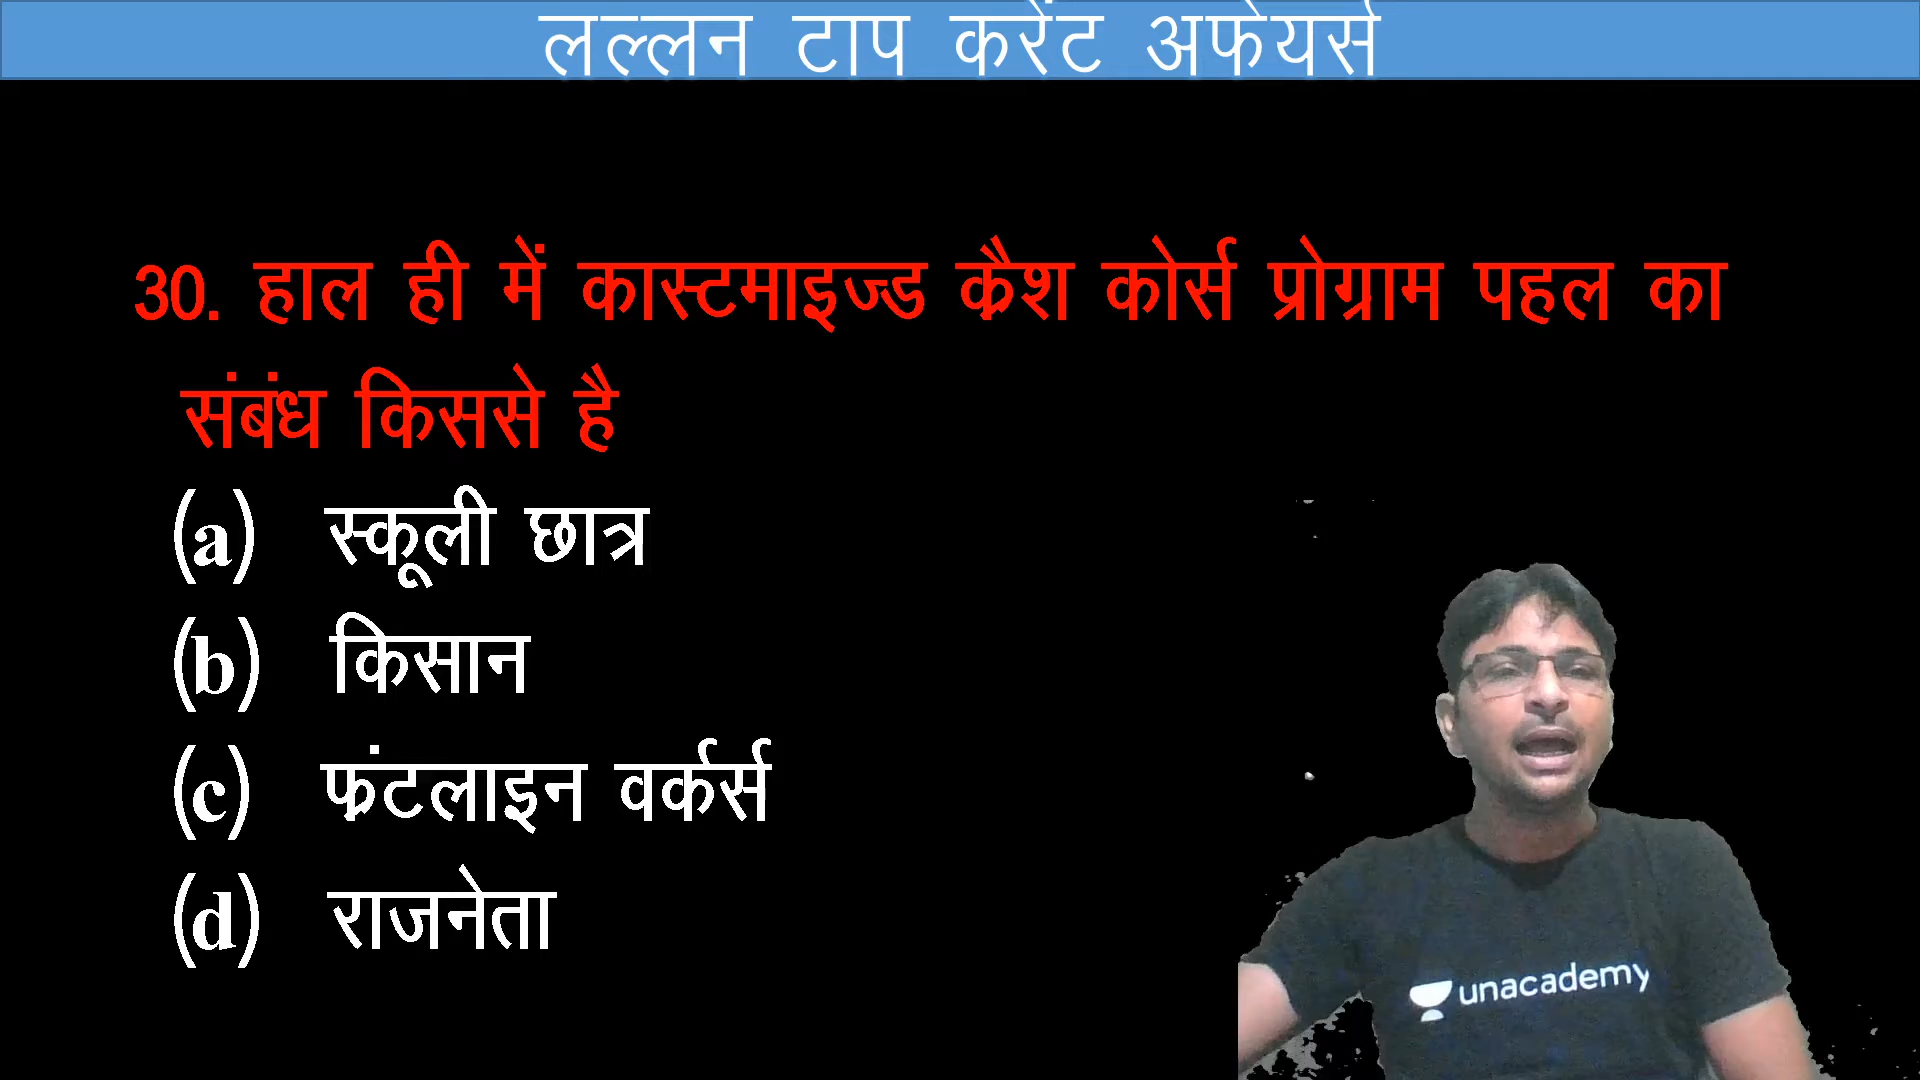 लल्लन टाप करेंट अफेयर्स
30. हाल ही में कास्टमाइज्ड क्रैश कोर्स प्रोग्राम पहल का
संबंध किससे है
(a) स्कूली छात्र
(b) किसान
(c) फ्रंटलाइन वर्कर्स
(d) राजनेता
unacademy